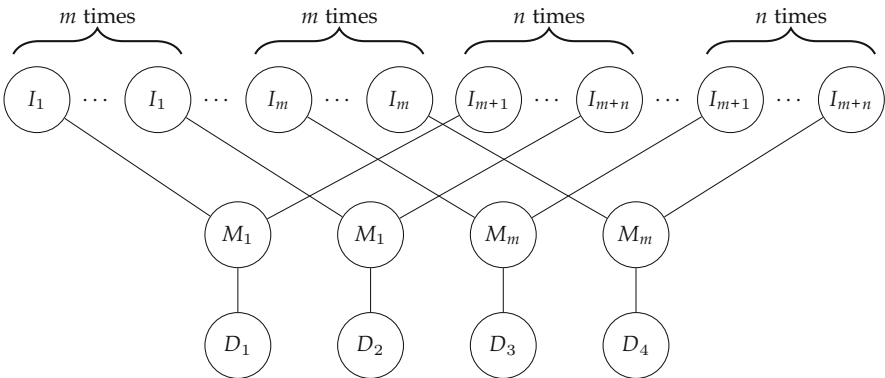 m times m times n times n times
I₁ ··· I₁ ··· Iₘ ··· Iₘ Iₘ₊₁ ··· Iₘ₊ₙ ··· Iₘ₊₁ ··· Iₘ₊ₙ
M₁ M₁ Mₘ Mₘ
D₁ D₂ D₃ D₄